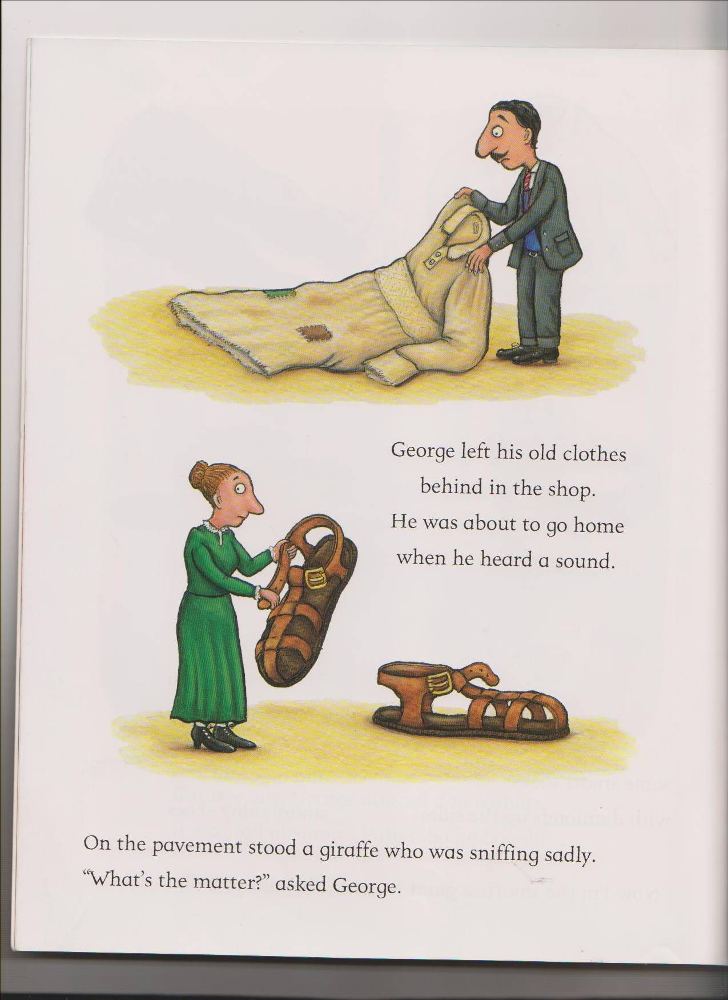 George left his old clothes
behind in the shop.
He was about to go home
when he heard a sound.
On the pavement stood a giraffe who was sniffing sadly.
“What’s the matter?” asked George.